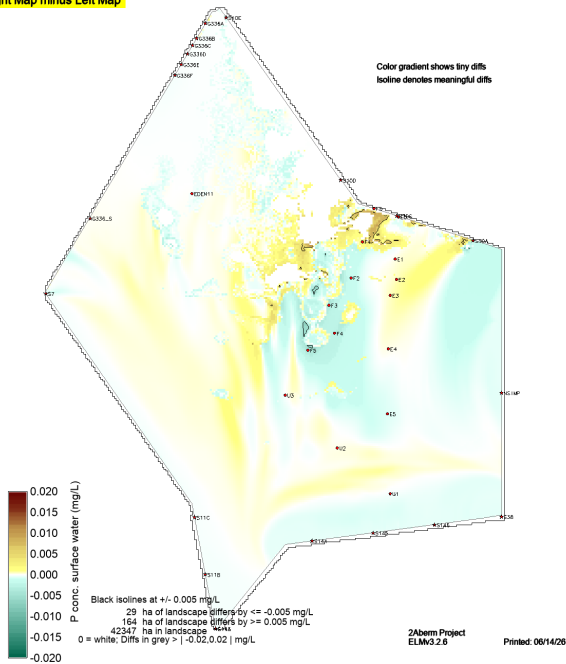 ght Map minus Left Map
S10E
G336A
G336B
G336C
G336D
G336E
G336F
Color gradient shows tiny diffs
Isoline denotes meaningful diffs
S10D
EDEN11
G336_S
F1
S10A
E1
F2
E2
E3
S7
F3
F4
E4
F5
U3
NSIMP
E5
U2
U1
S11C
S38
S11B
0.020
0.015
0.010
0.005
0.000
-0.005
-0.010
-0.015
-0.020
P conc. surface water (mg/L)
Black isolines at +/- 0.005 mg/L
29 ha of landscape differs by <= -0.005 mg/L
164 ha of landscape differs by >= 0.005 mg/L
42347 ha in landscape
0 = white; Diffs in grey > | -0.02,0.02 | mg/L
2Aberm Project
ELMv3.2.6
Printed: 06/14/26